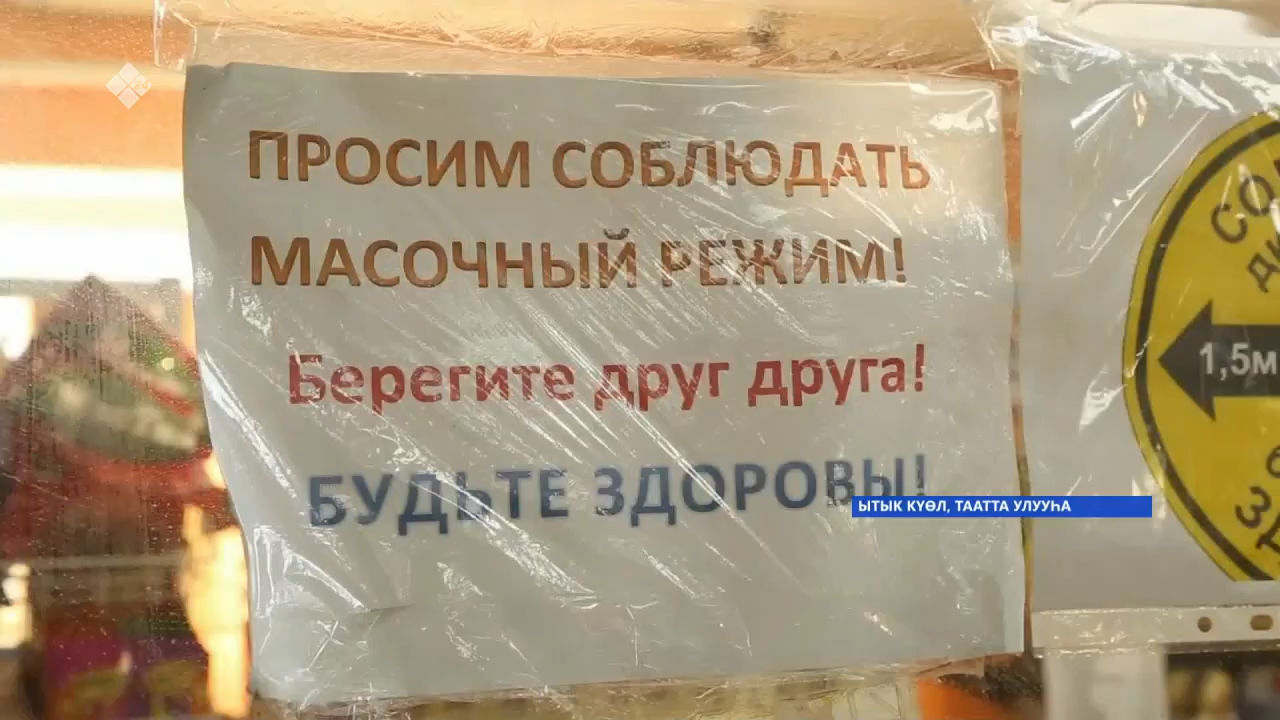 ПРОСИМ СОБЛЮДАТЬ
МАСОЧНЫЙ РЕЖИМ!
Берегите друг друга!
БУДЬТЕ ЗДОРОВЫ!
ЫТЫК КҮӨЛ, ТААТТА УЛУУҺА
1,5м